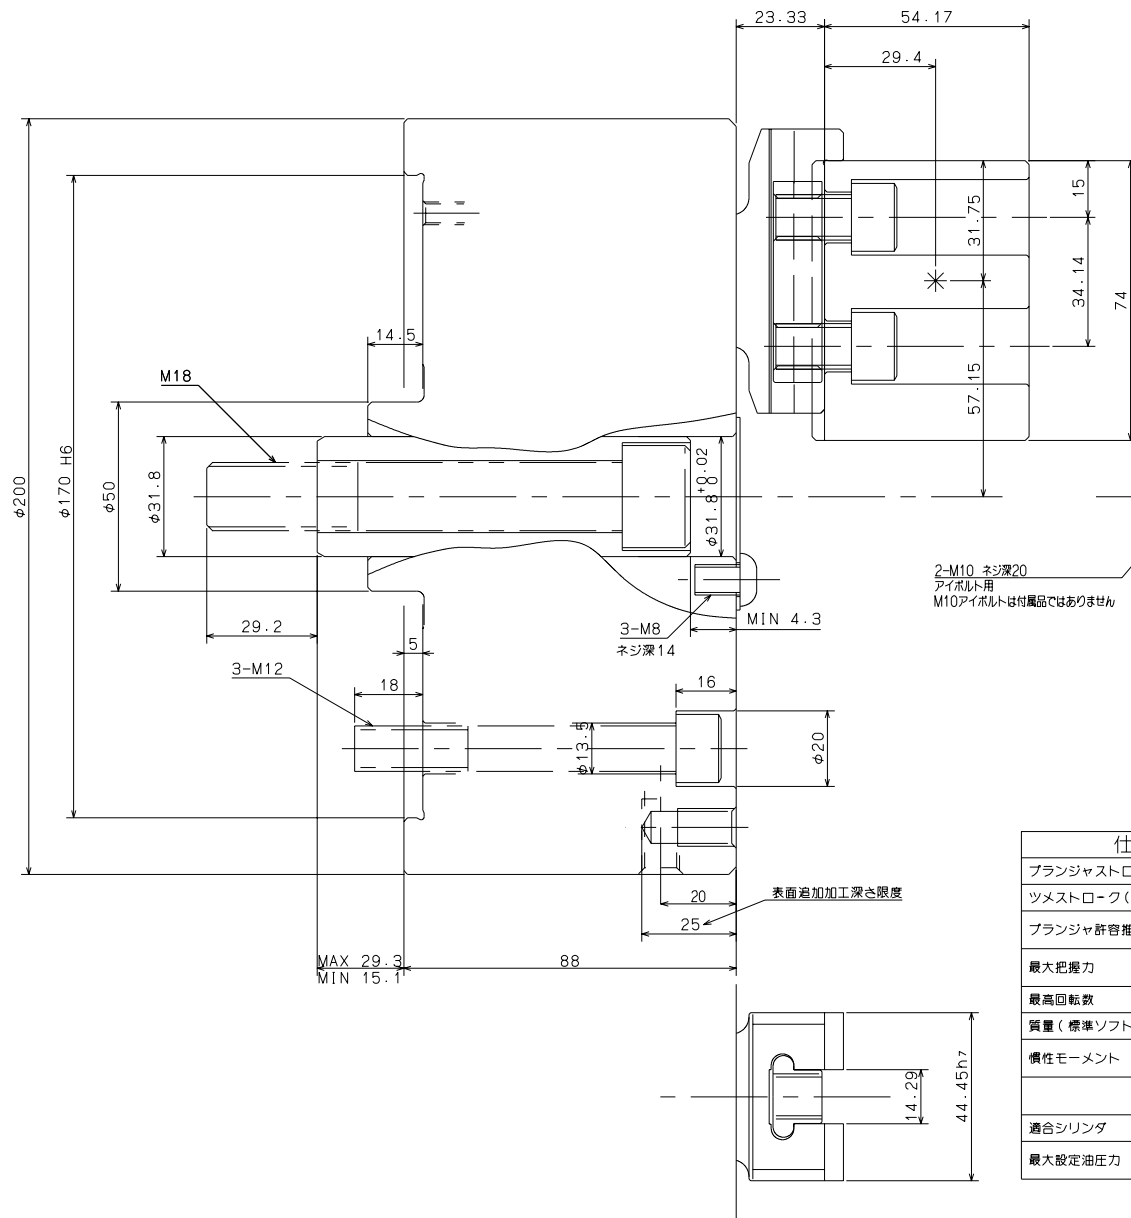 23.33
54.17
29.4
15
31.75
34.14
74
57.15
14.5
M18
φ200
φ170 H6
φ50
φ31.8
φ31.8 +0.02 0
29.2
5
3-M8
ネジ深14
MIN 4.3
2-M10 ネジ深20
アイボルト用
M10アイボルトは付属品ではありません
3-M12
18
16
φ13.5
φ20
20
表面追加加工深さ限度
25
MAX 29.3
MIN 15.1
88
仕
プランジャストロ
ツメストローク(
プランジャ許容推
最大把握力
最高回転数
質量(標準ソフト
慣性モーメント
適合シリンダ
最大設定油圧力
14.29
44.45h7